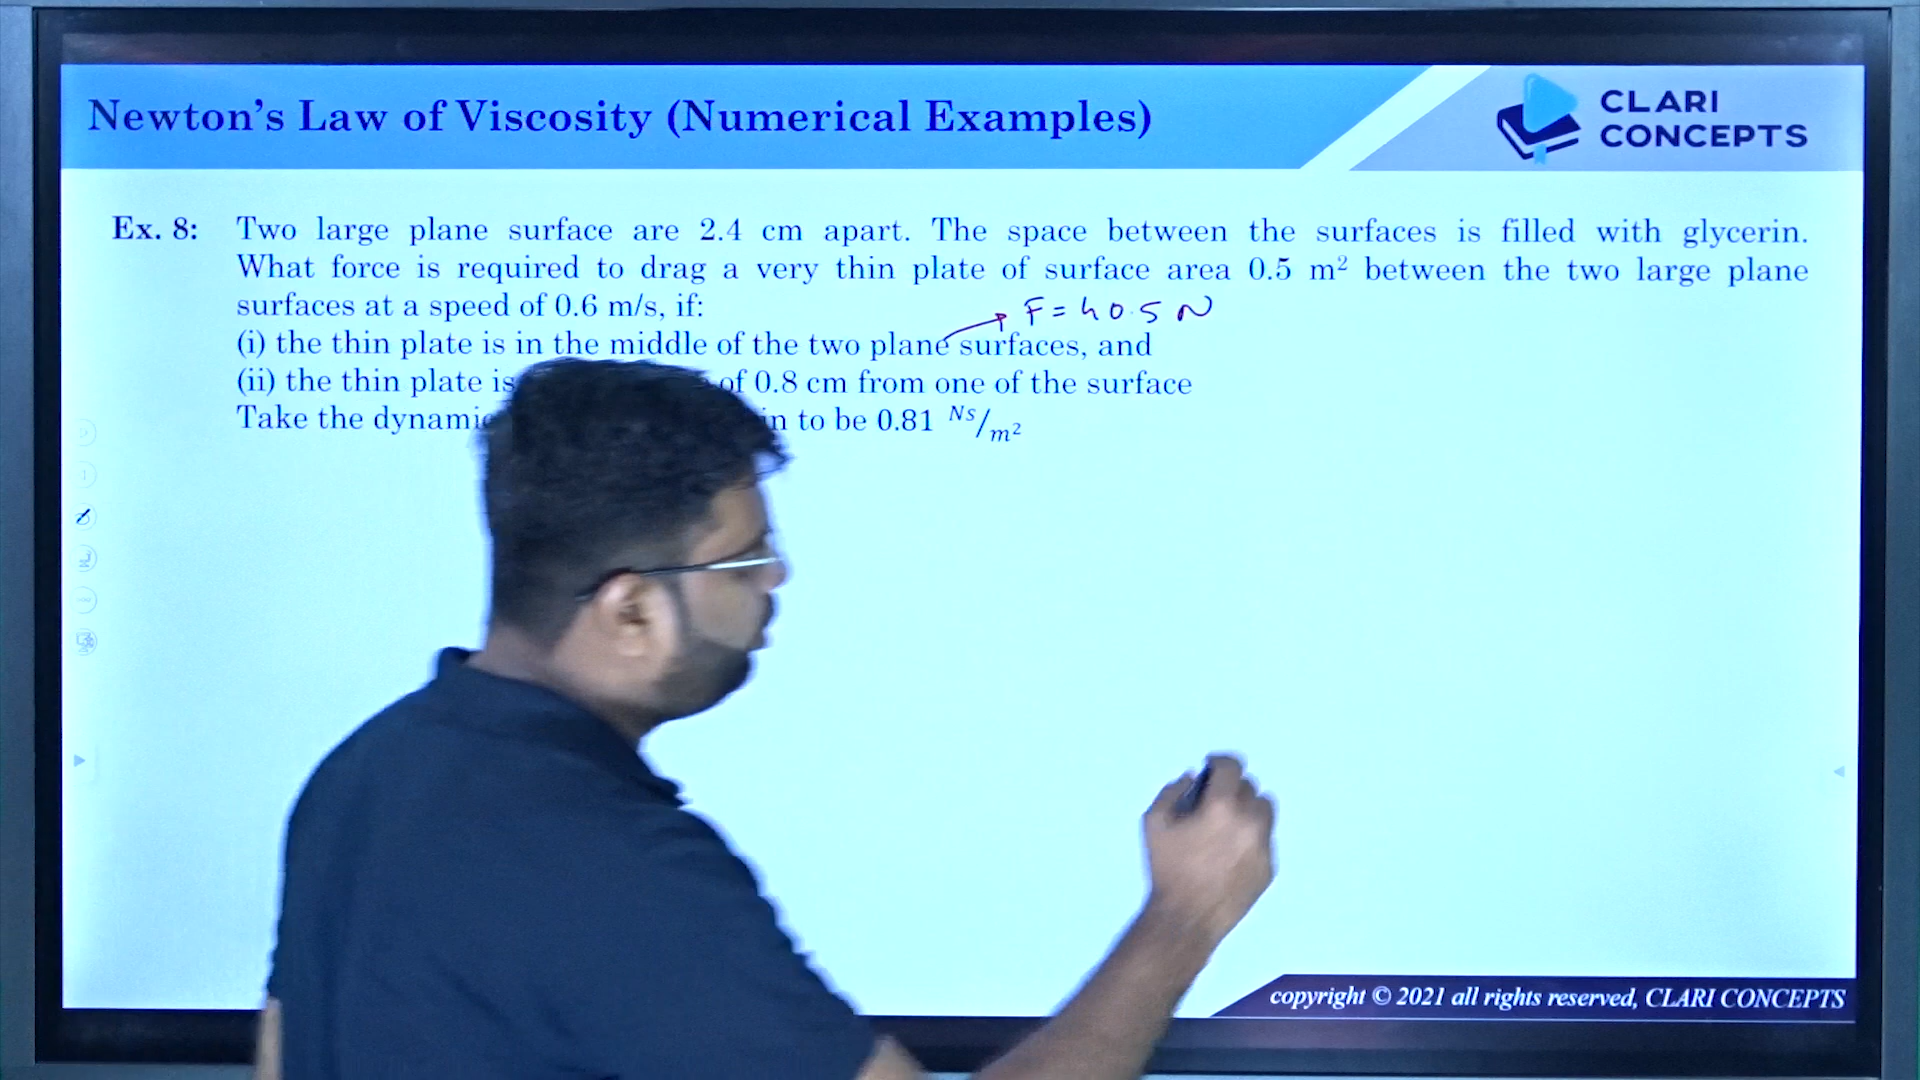 Newton's Law of Viscosity (Numerical Examples)
CLARI
CONCEPTS
Ex. 8: Two large plane surface are 2.4 cm apart. The space between the surfaces is filled with glycerin.
What force is required to drag a very thin plate of surface area 0.5 m² between the two large plane
surfaces at a speed of 0.6 m/s, if:
F = 40.5 N
(i) the thin plate is in the middle of the two plane surfaces, and
(ii) the thin plate is of 0.8 cm from one of the surface
Take the to be 0.81 Ns/m²
copyright © 2021 all rights reserved, CLARI CONCEPTS